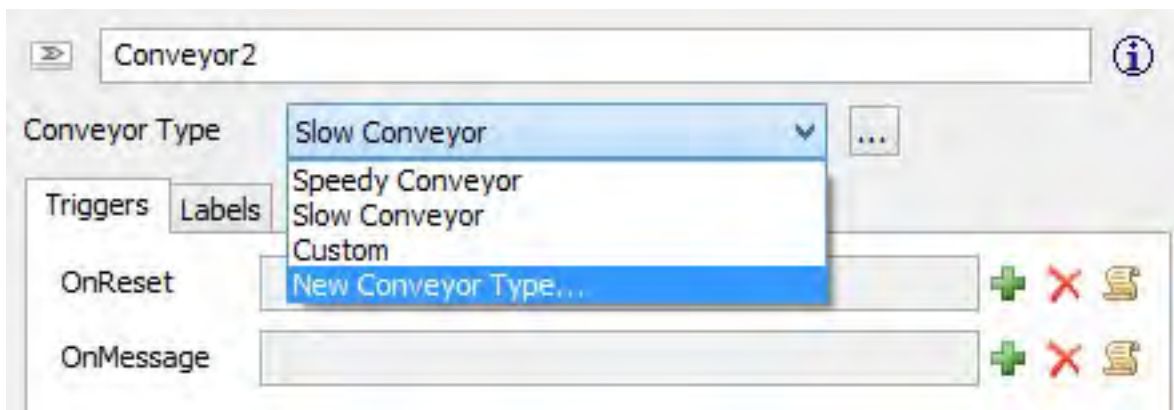 Conveyor2
Conveyor Type Slow Conveyor ...
Speedy Conveyor
Triggers Labels Slow Conveyor
Custom
OnReset New Conveyor Type...
OnMessage